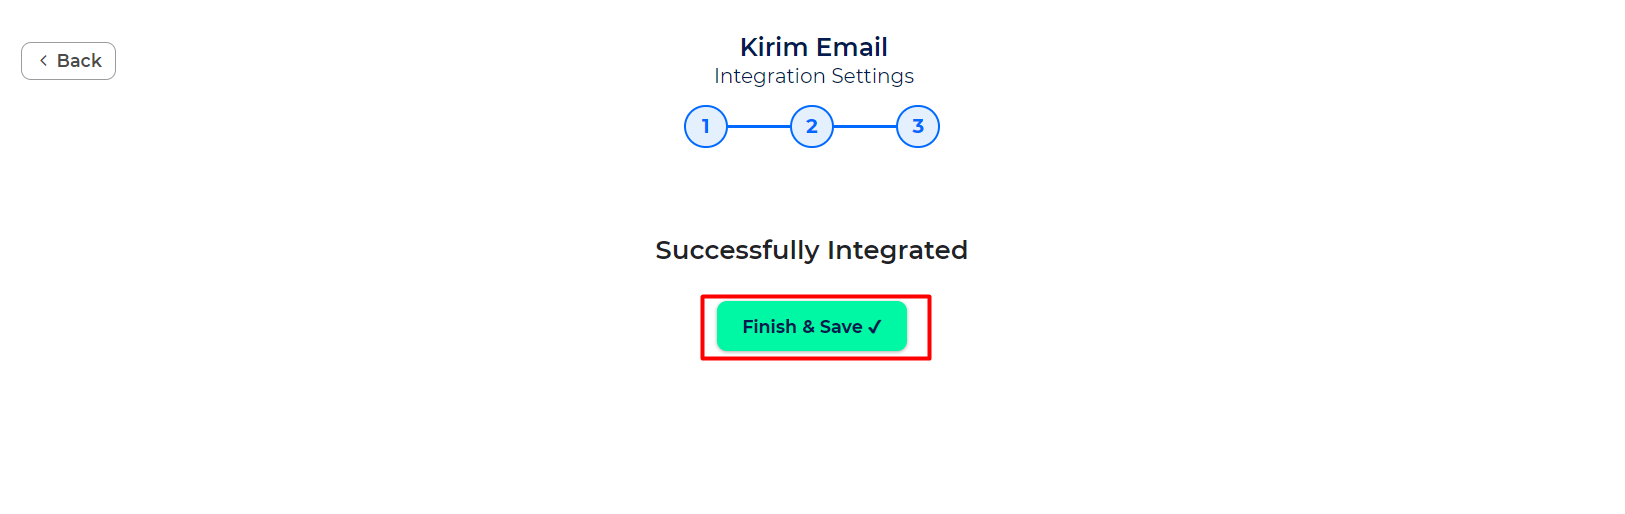 Back
Kirim Email
Integration Settings
1 2 3
Successfully Integrated
Finish & Save ✓